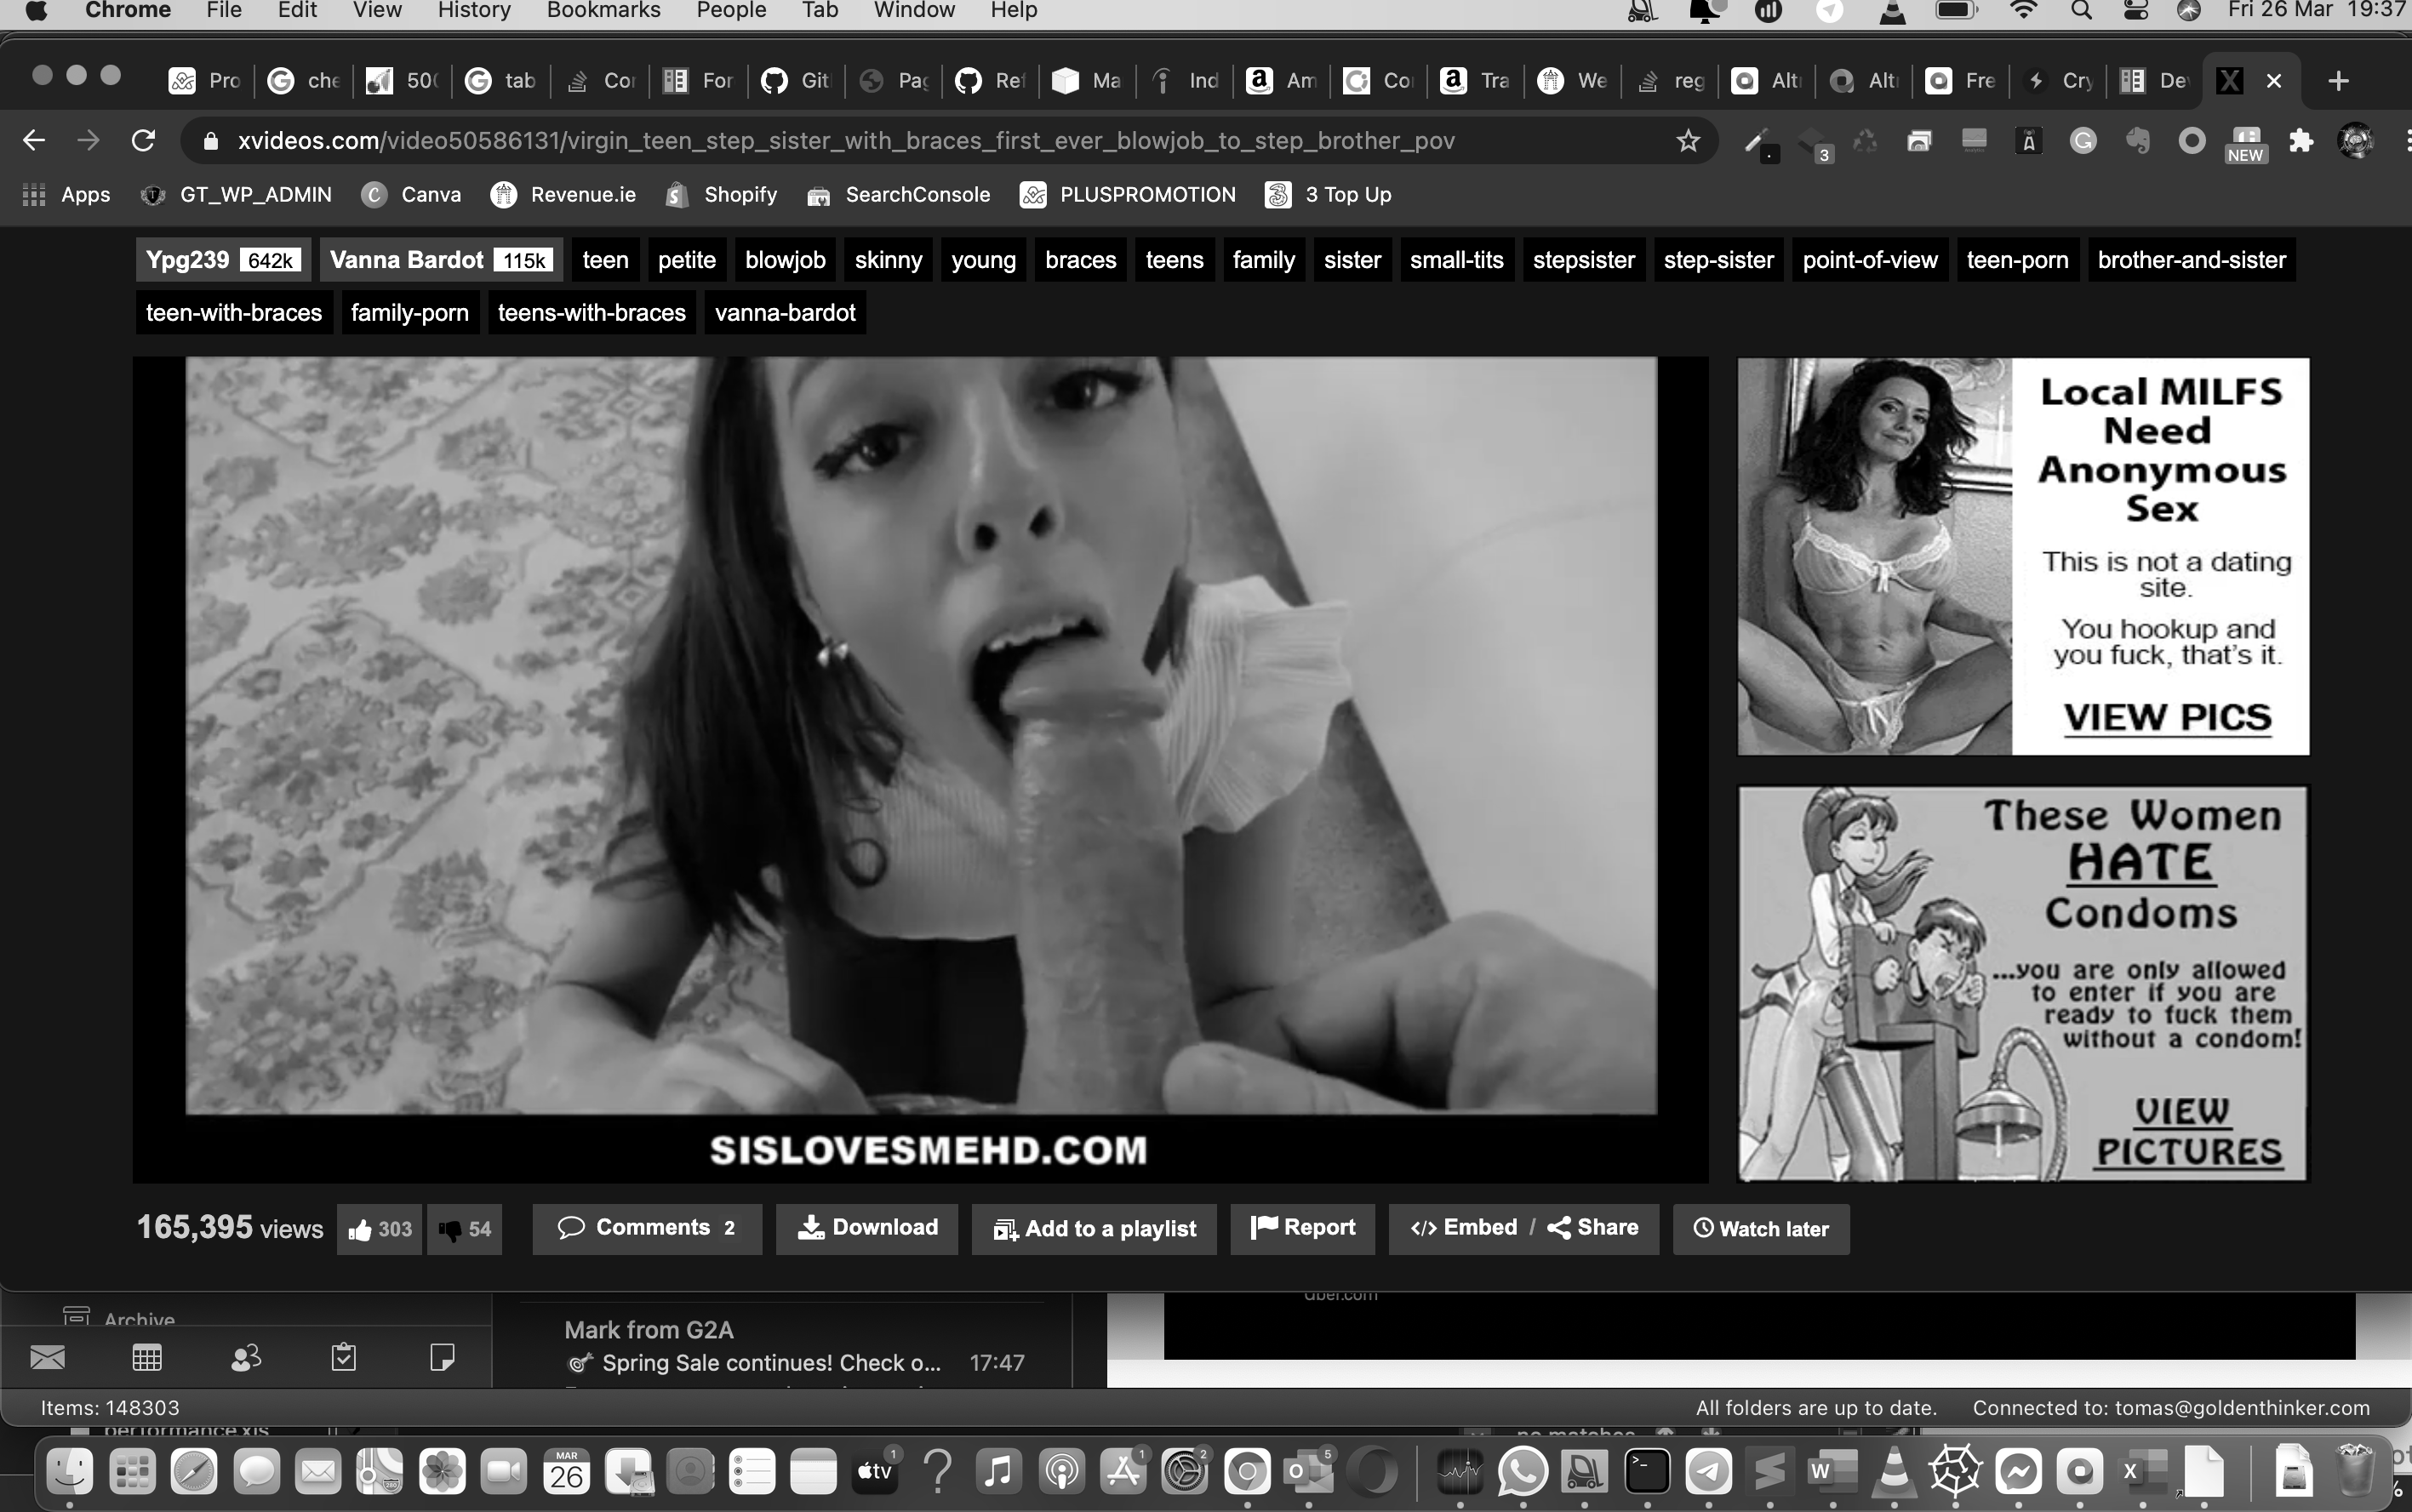 Chrome File Edit View History Bookmarks People Tab Window Help Fri 26 Mar 19:37
Pro che 500 tab Cor For Git Pag Ref Ma Ind Am Co Tra We reg Alt Alt Fre Cry De
xvideos.com/video50586131/virgin_teen_step_sister_with_braces_first_ever_blowjob_to_step_brother_pov
3 NEW
Apps GT_WP_ADMIN Canva Revenue.ie Shopify SearchConsole PLUSPROMOTION 3 Top Up
Ypg239 642k Vanna Bardot 115k teen petite blowjob skinny young braces teens family sister small-tits stepsister step-sister point-of-view teen-porn brother-and-sister
teen-with-braces family-porn teens-with-braces vanna-bardot
Local MILFS
Need
Anonymous
Sex
This is not a dating
site.
You hookup and
you fuck, that's it.
VIEW PICS
These Women
HATE
Condoms
...you are only allowed
to enter if you are
ready to fuck them
without a condom!
VIEW
PICTURES
SISLOVESMEHD.COM
165,395 views 303 54 Comments 2 Download Add to a playlist Report Embed / Share Watch later
Archive
Mark from G2A
Spring Sale continues! Check o... 17:47
Items: 148303
All folders are up to date. Connected to: tomas@goldenthinker.com
MAR
26
tv